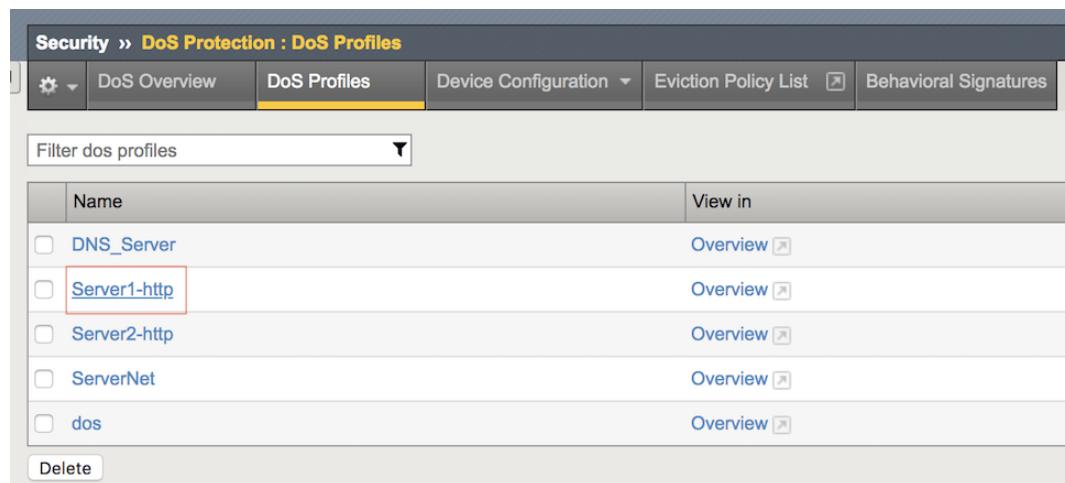 Security » DoS Protection : DoS Profiles
DoS Overview DoS Profiles Device Configuration Eviction Policy List Behavioral Signatures
Filter dos profiles
Name View in
DNS_Server Overview
Server1-http Overview
Server2-http Overview
ServerNet Overview
dos Overview
Delete